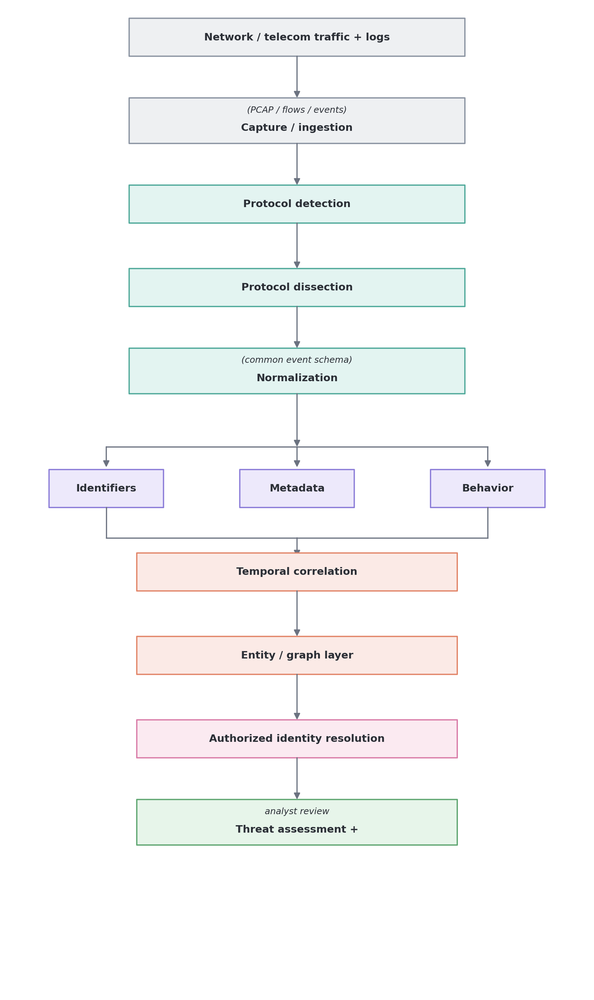 Network / telecom traffic + logs
(PCAP / flows / events)
Capture / ingestion
Protocol detection
Protocol dissection
(common event schema)
Normalization
Identifiers
Metadata
Behavior
Temporal correlation
Entity / graph layer
Authorized identity resolution
analyst review
Threat assessment +